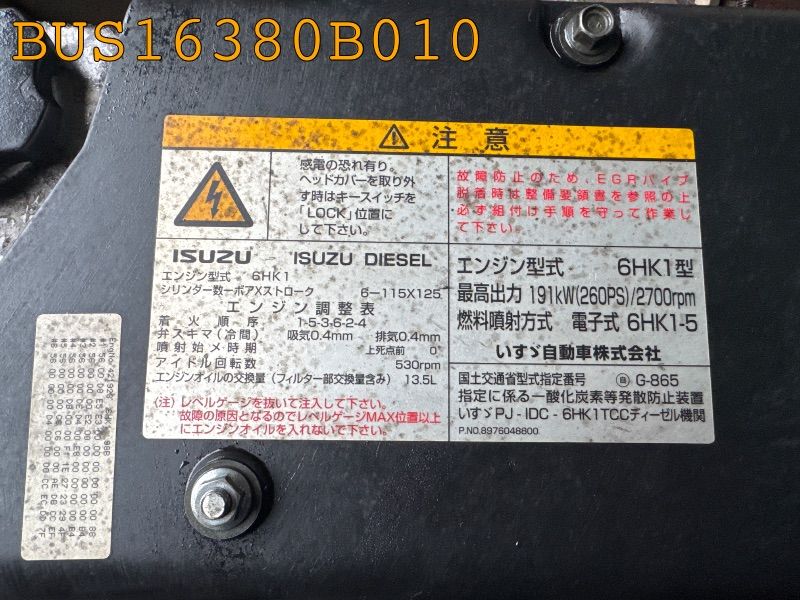 BUS16380B010
注意
感電の恐れ有り。
ヘッドカバーを取り外
す時はキースイッチを
「LOCK」位置に
して下さい。
故障防止のため、EGRパイプ
脱着時は整備要領書を参照の上
必ず組付け手順を守って作業し
て下さい。
ISUZU ISUZU DIESEL
エンジン型式 6HK1
シリンダー数ーボアXストローク 6-115X125
エンジン調整表
着火順序 1-5-3-6-2-4
弁スキマ(冷間) 吸気0.4mm 排気0.4mm
噴射始メ時期 上死点前 0°
アイドル回転数 530rpm
エンジンオイルの交換量(フィルター部交換量含み) 13.5L
(注)レベルゲージを抜いて注入して下さい。
故障の原因となるのでレベルゲージMAX位置以上
にエンジンオイルを入れないで下さい。
エンジン型式 6HK1型
最高出力 191kW(260PS)/2700rpm
燃料噴射方式 電子式 6HK1-5
いすゞ自動車株式会社
国土交通省型式指定番号 G-865
指定に係る一酸化炭素等発散防止装置
いすゞPJ-IDC-6HK1TCCディーゼル機関
P.NO.8976048800